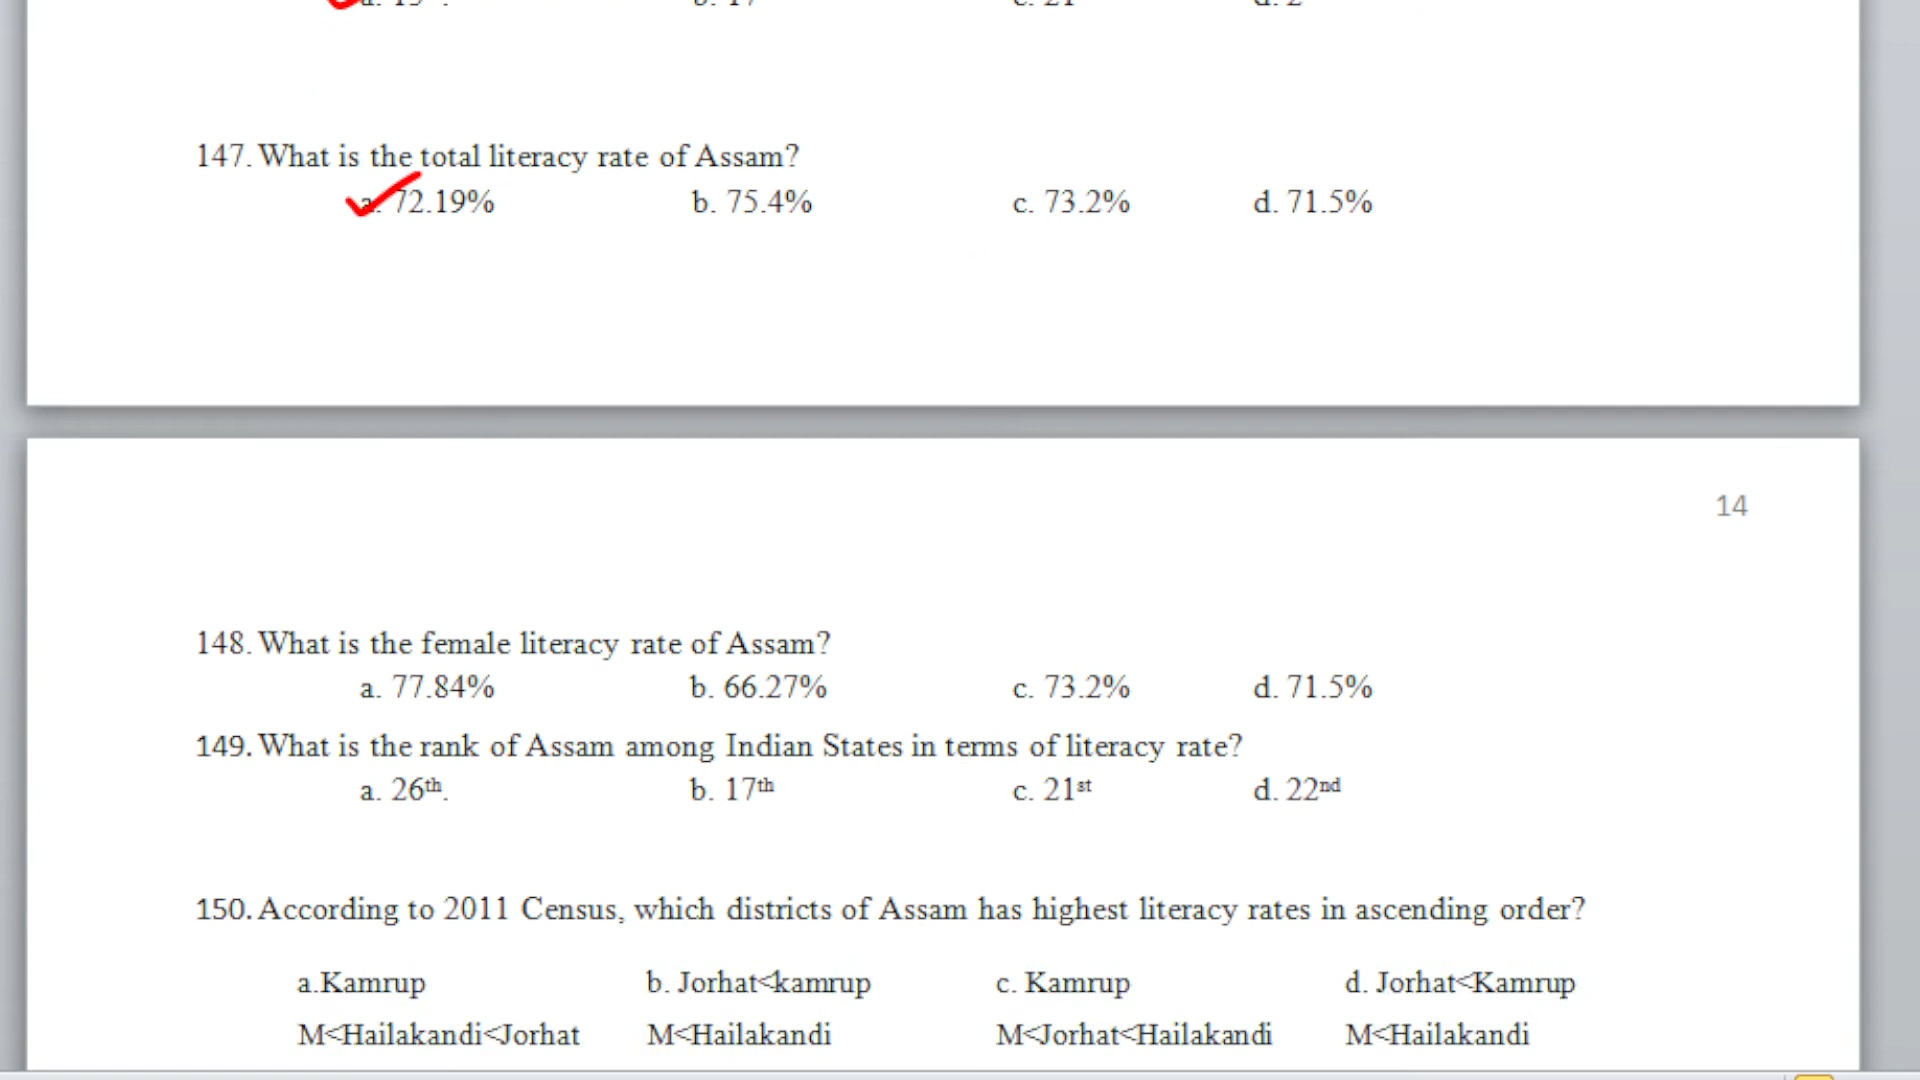 147. What is the total literacy rate of Assam?
a. 72.19% b. 75.4% c. 73.2% d. 71.5%
14
148. What is the female literacy rate of Assam?
a. 77.84% b. 66.27% c. 73.2% d. 71.5%
149. What is the rank of Assam among Indian States in terms of literacy rate?
a. 26th. b. 17th c. 21st d. 22nd
150. According to 2011 Census, which districts of Assam has highest literacy rates in ascending order?
a.Kamrup b. Jorhat<kamrup c. Kamrup d. Jorhat<Kamrup
M<Hailakandi<Jorhat M<Hailakandi M<Jorhat<Hailakandi M<Hailakandi